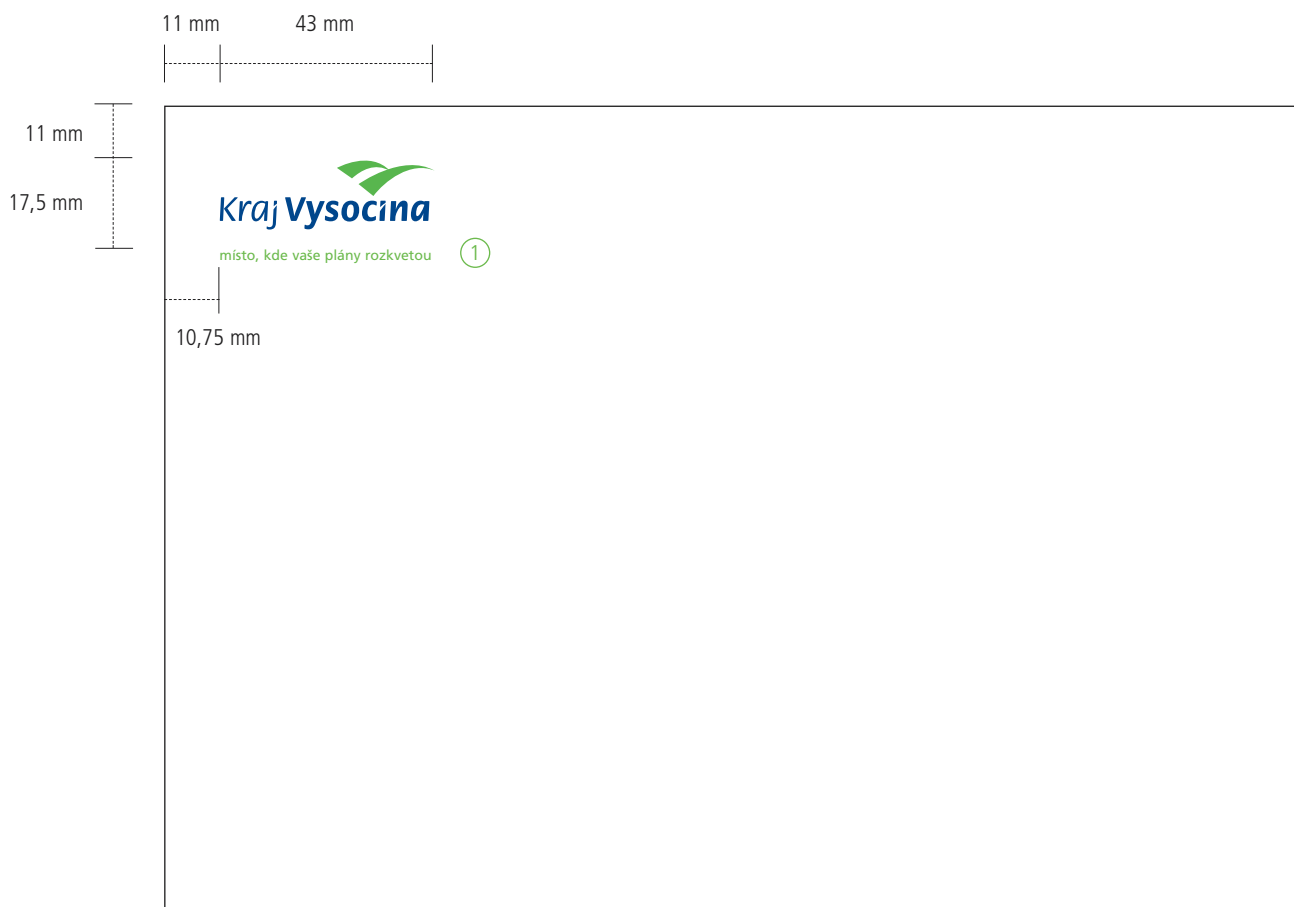 11 mm 43 mm
11 mm
17,5 mm
Kraj Vysočina
místo, kde vaše plány rozkvetou 1
10,75 mm